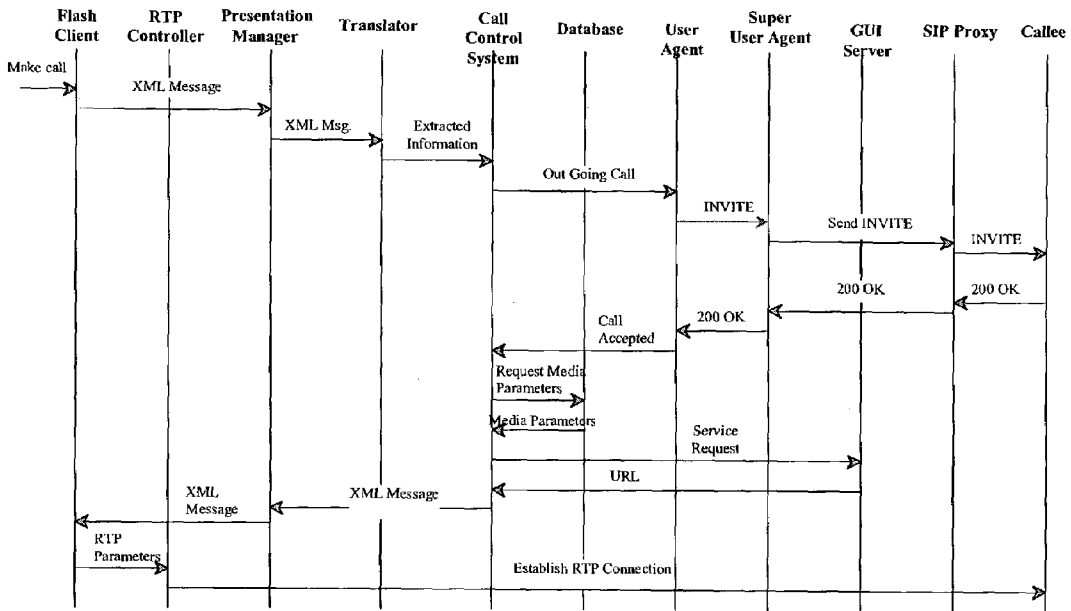 Flash Client
RTP Controller
Presentation Manager
Translator
Call Control System
Database
User Agent
Super User Agent
GUI Server
SIP Proxy
Callee
Make call
XML Message
XML Msg.
Extracted Information
Out Going Call
INVITE
Send INVITE
INVITE
200 OK
200 OK
200 OK
Call Accepted
Request Media Parameters
Media Parameters
Service Request
URL
XML Message
XML Message
RTP Parameters
Establish RTP Connection